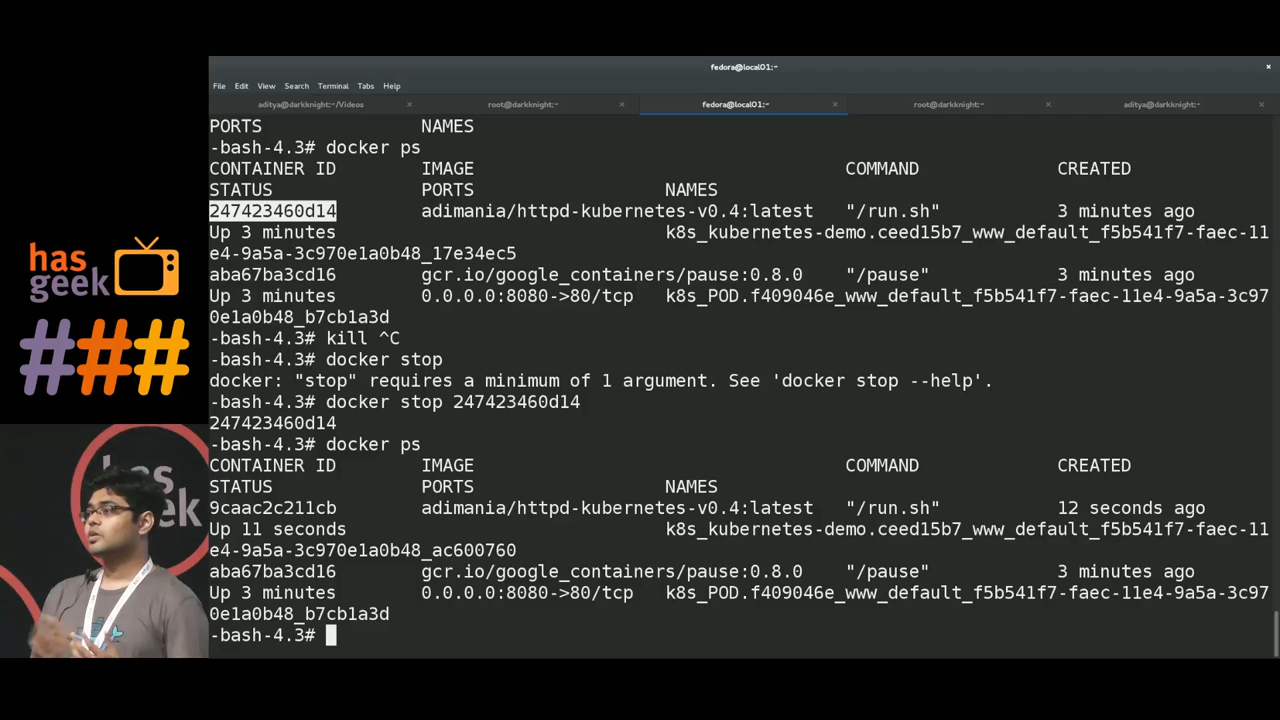 fedora@local01:~
File Edit View Search Terminal Tabs Help
aditya@darkknight:~/Videos root@darkknight:~ fedora@local01:~ root@darkknight:~ aditya@darkknight:~
PORTS NAMES
-bash-4.3# docker ps
CONTAINER ID IMAGE COMMAND CREATED
STATUS PORTS NAMES
247423460d14 adimania/httpd-kubernetes-v0.4:latest "/run.sh" 3 minutes ago
Up 3 minutes k8s_kubernetes-demo.ceed15b7_www_default_f5b541f7-faec-11
e4-9a5a-3c970e1a0b48_17e34ec5
aba67ba3cd16 gcr.io/google_containers/pause:0.8.0 "/pause" 3 minutes ago
Up 3 minutes 0.0.0.0:8080->80/tcp k8s_POD.f409046e_www_default_f5b541f7-faec-11e4-9a5a-3c97
0e1a0b48_b7cb1a3d
-bash-4.3# kill ^C
-bash-4.3# docker stop
docker: "stop" requires a minimum of 1 argument. See 'docker stop --help'.
-bash-4.3# docker stop 247423460d14
247423460d14
-bash-4.3# docker ps
CONTAINER ID IMAGE COMMAND CREATED
STATUS PORTS NAMES
9caac2c211cb adimania/httpd-kubernetes-v0.4:latest "/run.sh" 12 seconds ago
Up 11 seconds k8s_kubernetes-demo.ceed15b7_www_default_f5b541f7-faec-11
e4-9a5a-3c970e1a0b48_ac600760
aba67ba3cd16 gcr.io/google_containers/pause:0.8.0 "/pause" 3 minutes ago
Up 3 minutes 0.0.0.0:8080->80/tcp k8s_POD.f409046e_www_default_f5b541f7-faec-11e4-9a5a-3c97
0e1a0b48_b7cb1a3d
-bash-4.3#
has
geek
###
has
geek